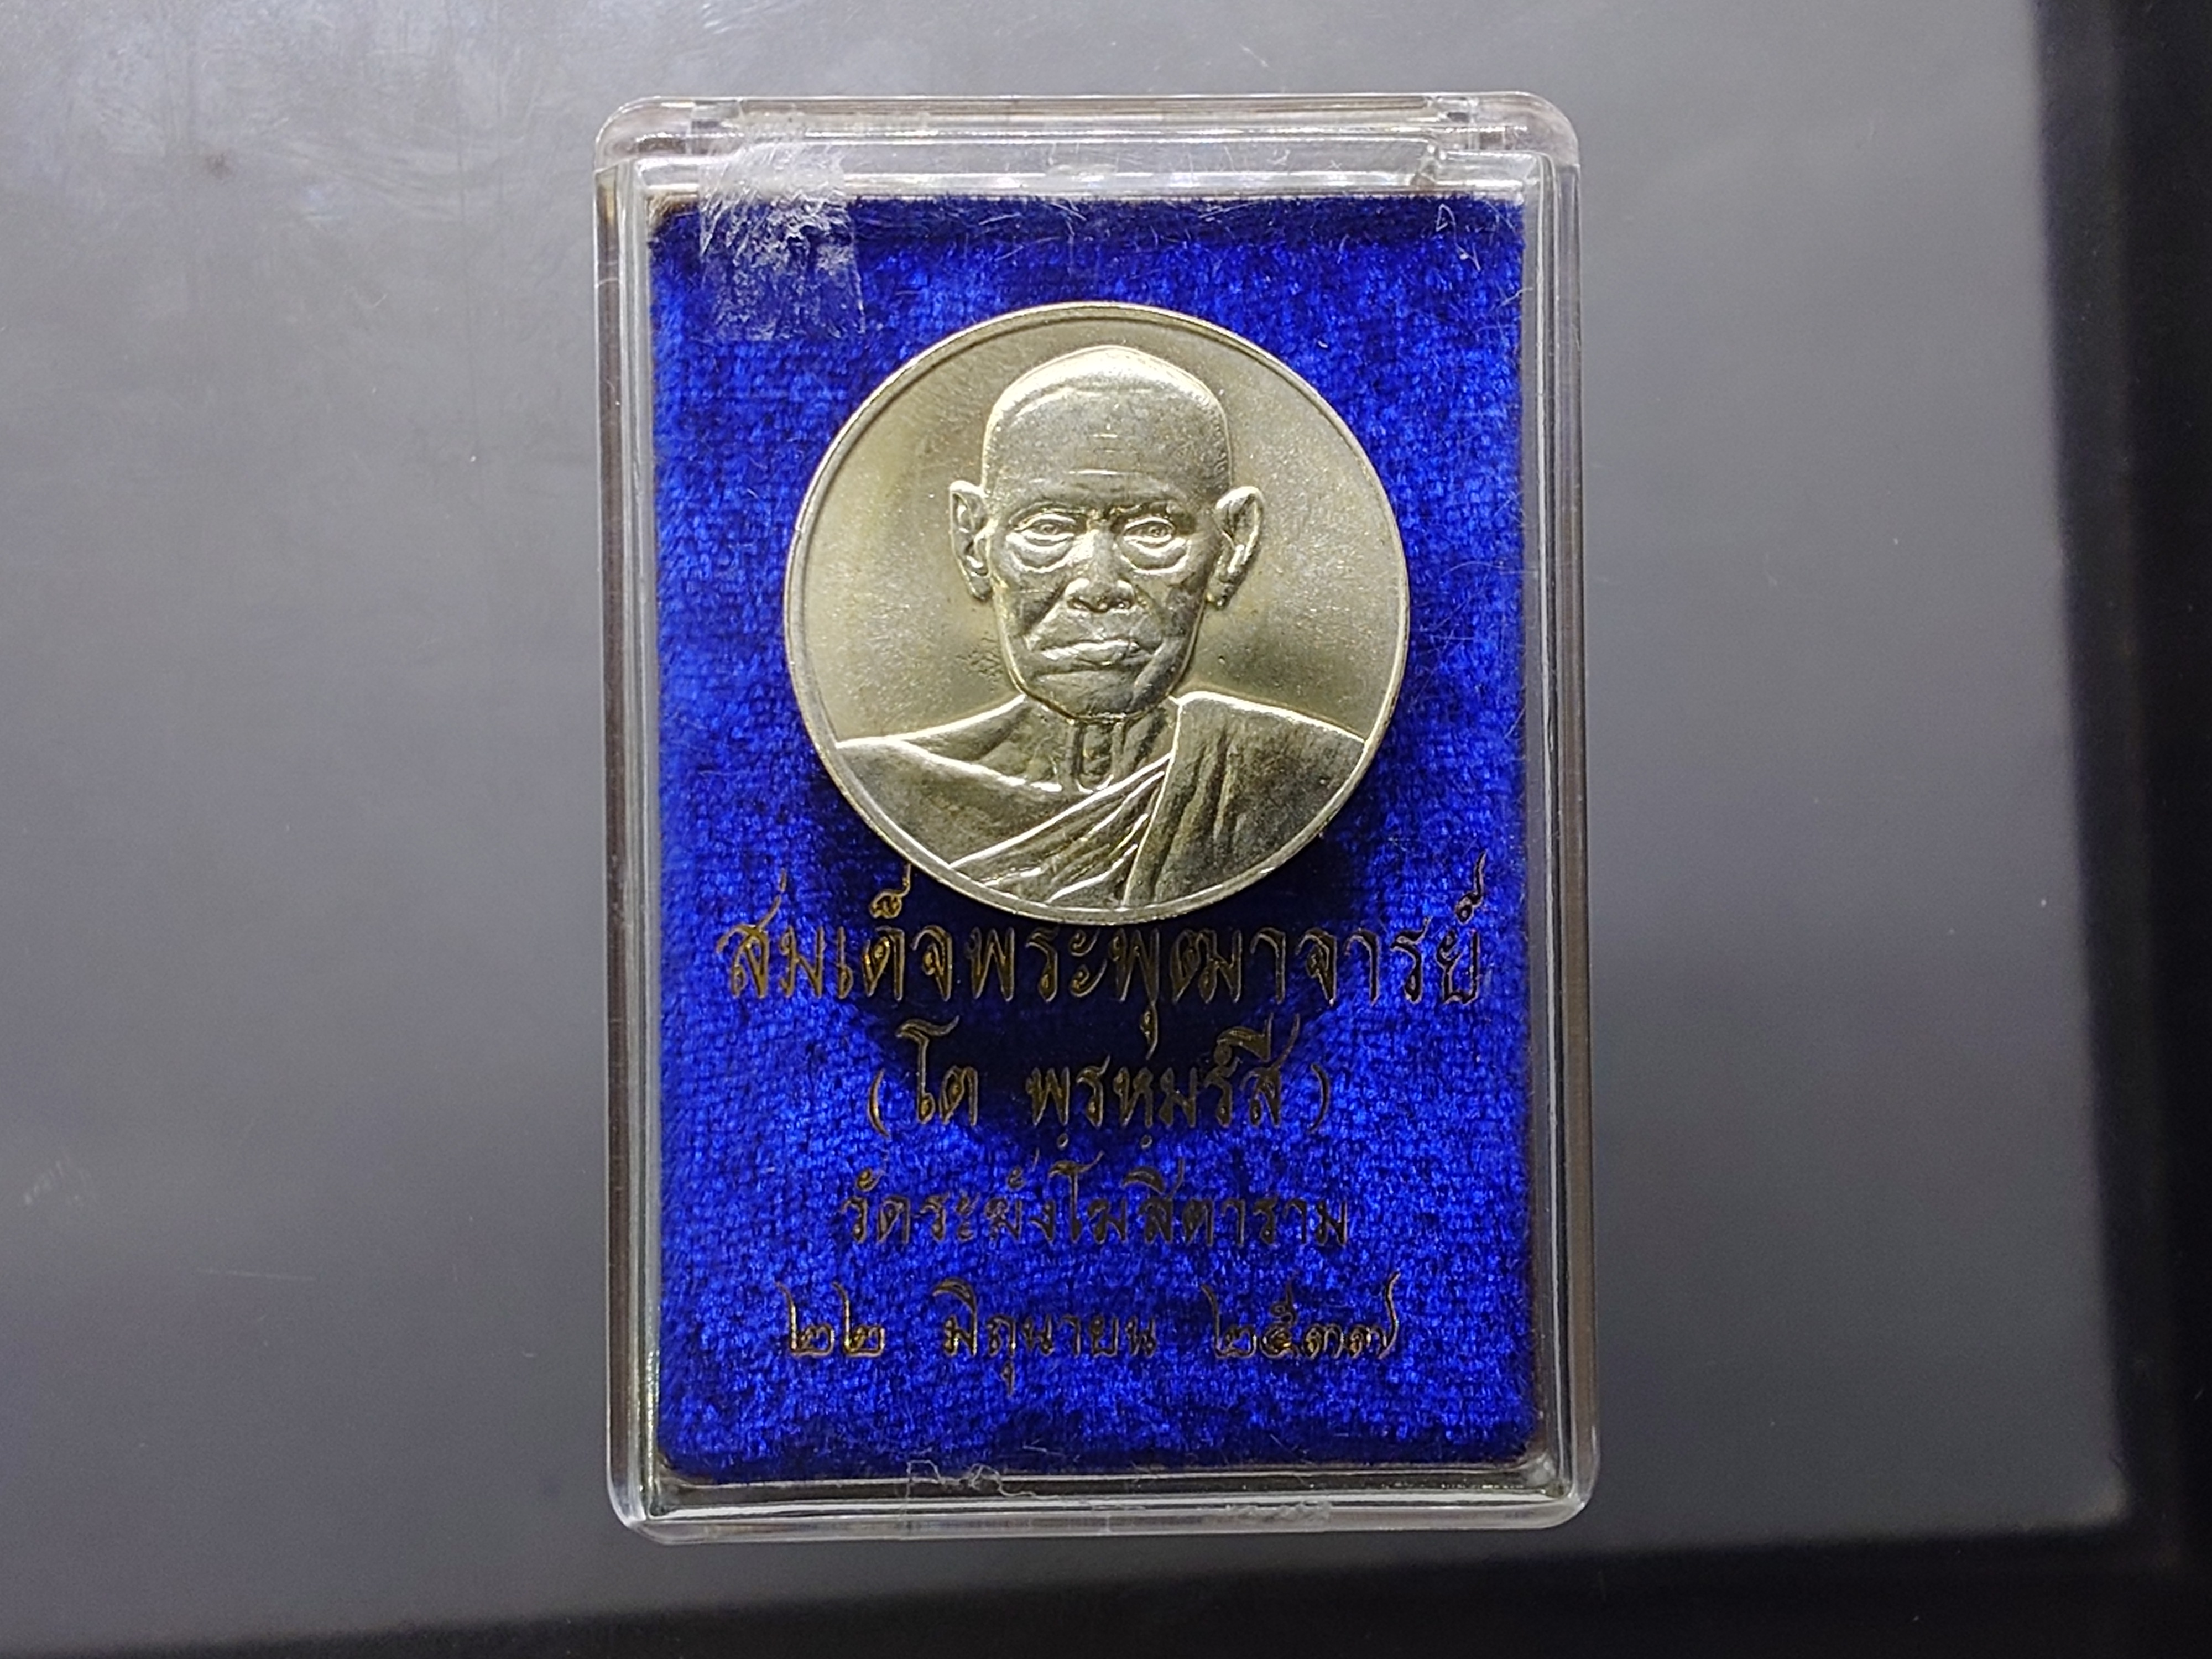 สมเด็จพระพุฒาจารย์
(โต พฺรหฺมรํสี)
วัดระฆังโฆสิตาราม
๒๒ มิถุนายน ๒๕๓๗